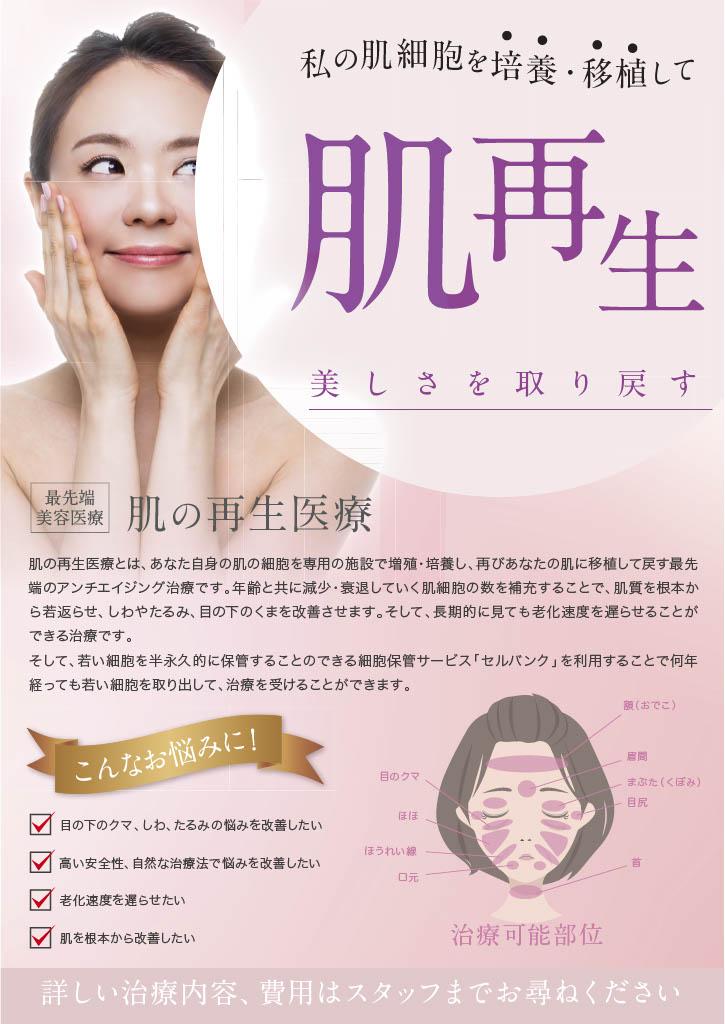 私の肌細胞を培養・移植して
肌再生
美しさを取り戻す
最先端
美容医療
肌の再生医療
肌の再生医療とは、あなた自身の肌の細胞を専用の施設で増殖・培養し、再びあなたの肌に移植して戻す最先
端のアンチエイジング治療です。年齢と共に減少・衰退していく肌細胞の数を補充することで、肌質を根本か
ら若返らせ、しわやたるみ、目の下のくまを改善させます。そして、長期的に見ても老化速度を遅らせることが
できる治療です。
そして、若い細胞を半永久的に保管することのできる細胞保管サービス「セルバンク」を利用することで何年
経っても若い細胞を取り出して、治療を受けることができます。
こんなお悩みに!
目の下のクマ、しわ、たるみの悩みを改善したい
高い安全性、自然な治療法で悩みを改善したい
老化速度を遅らせたい
肌を根本から改善したい
額(おでこ)
眉間
まぶた(くぼみ)
目尻
首
目のクマ
ほほ
ほうれい線
口元
治療可能部位
詳しい治療内容、費用はスタッフまでお尋ねください